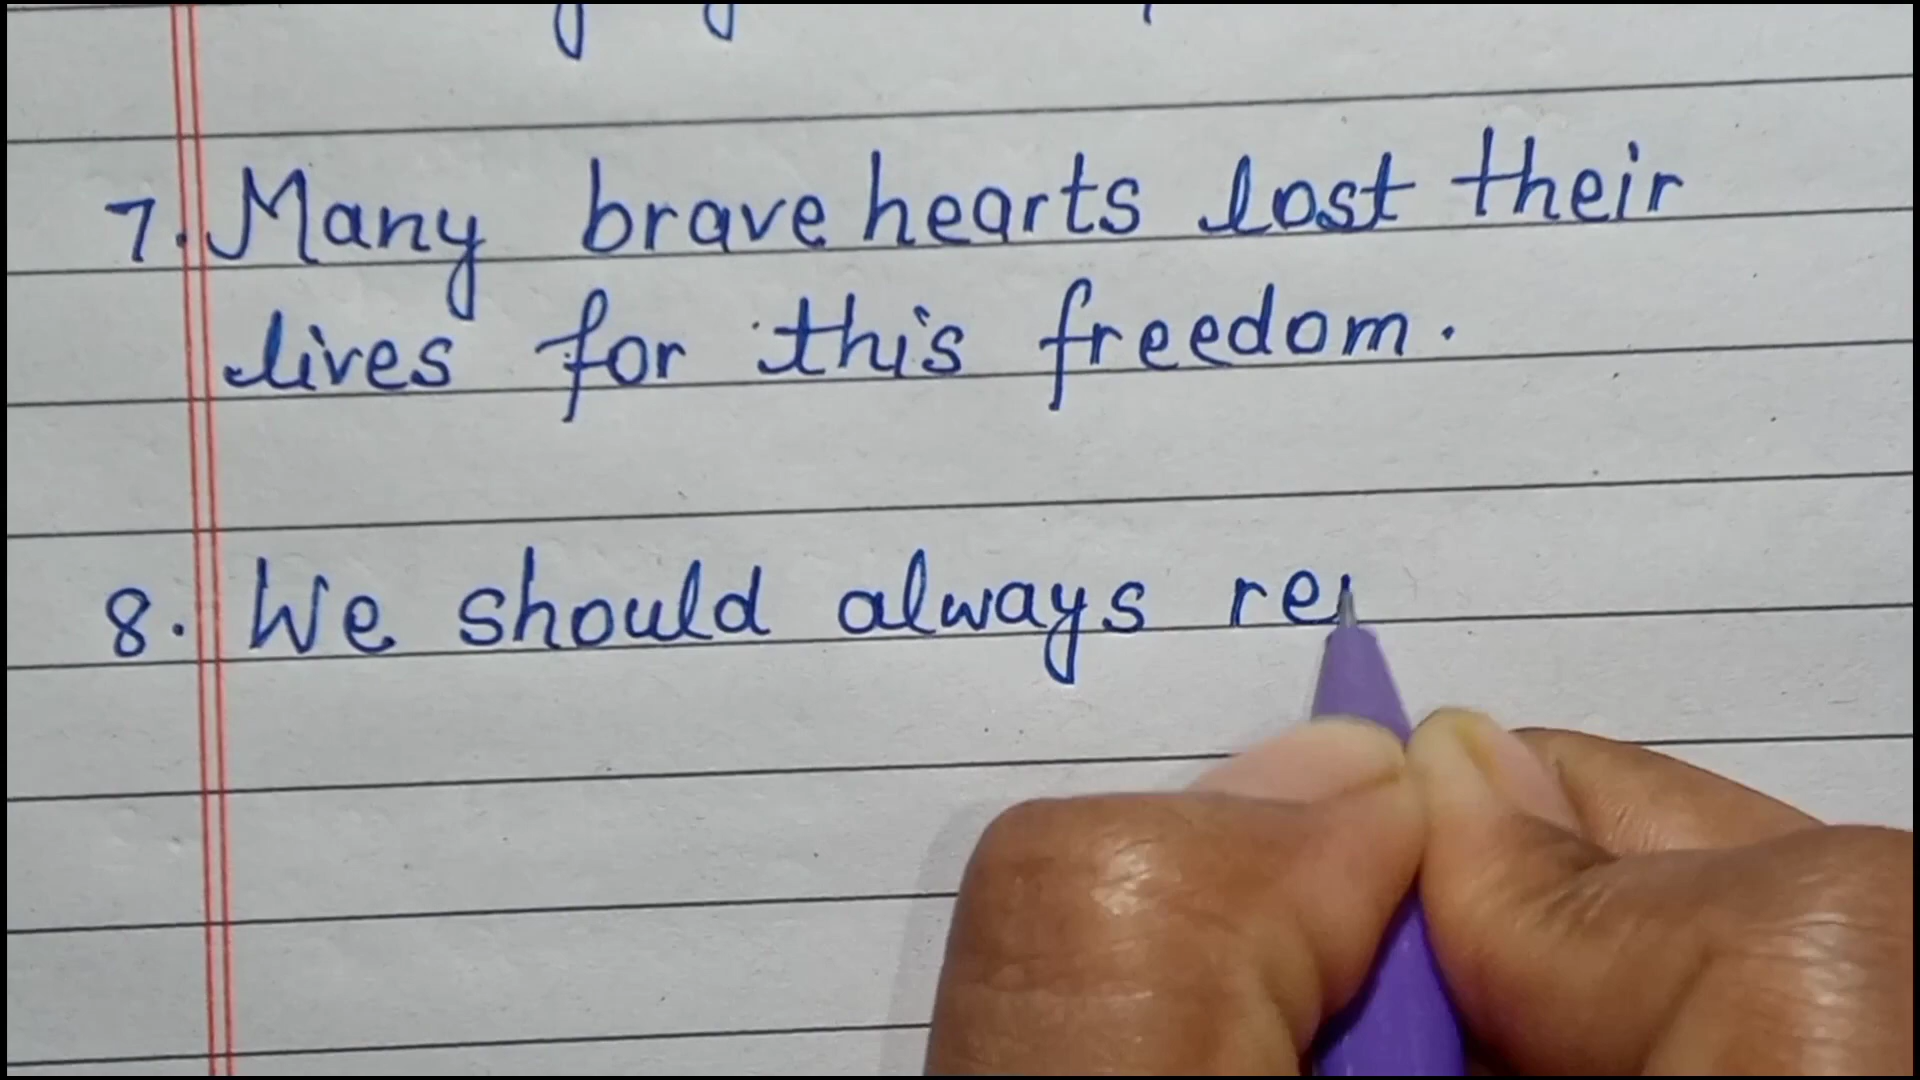 7. Many brave hearts lost their
lives for this freedom.
8. We should always re